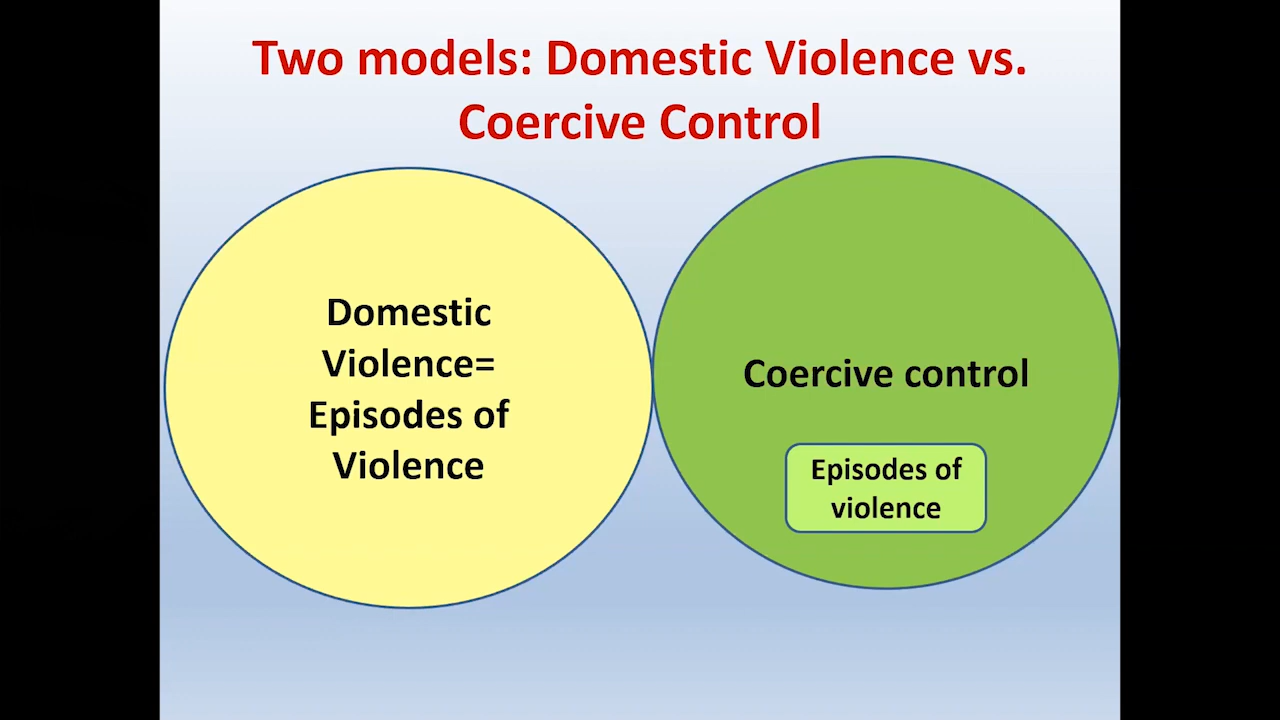 Two models: Domestic Violence vs.
Coercive Control
Domestic
Violence=
Episodes of
Violence
Coercive control
Episodes of
violence